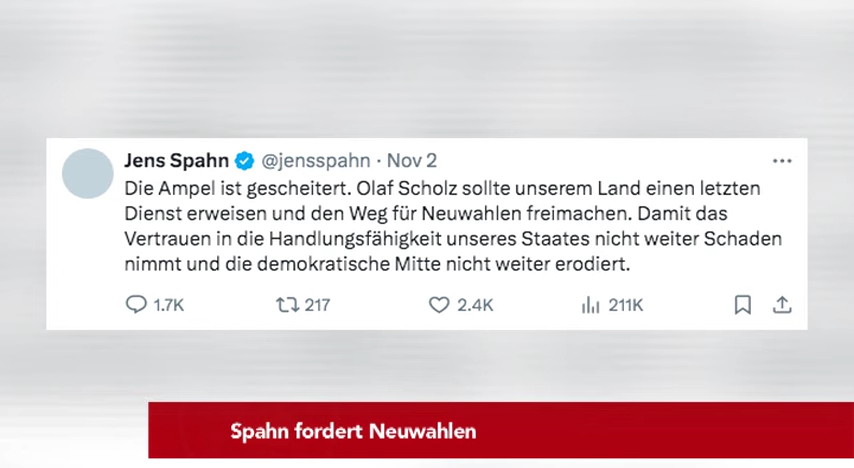 Jens Spahn @jensspahn · Nov 2
Die Ampel ist gescheitert. Olaf Scholz sollte unserem Land einen letzten
Dienst erweisen und den Weg für Neuwahlen freimachen. Damit das
Vertrauen in die Handlungsfähigkeit unseres Staates nicht weiter Schaden
nimmt und die demokratische Mitte nicht weiter erodiert.
1.7K 217 2.4K 211K
Spahn fordert Neuwahlen